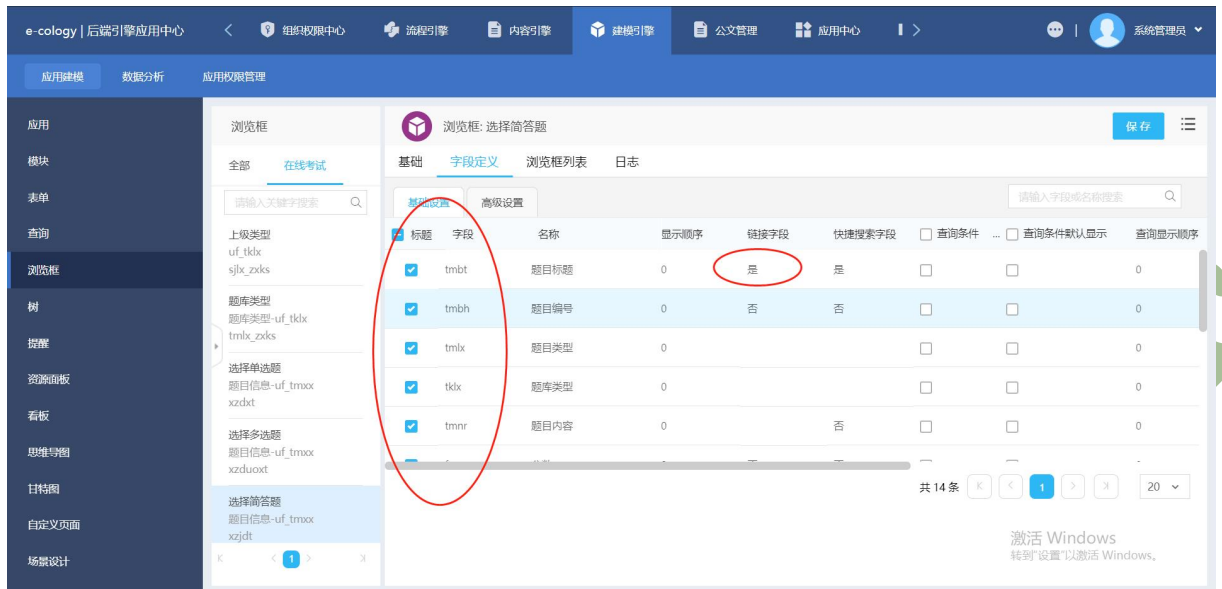 e-cology | 后端引擎应用中心 组织权限中心 流程引擎 内容引擎 建模引擎 公文管理 应用中心 系统管理员
应用建模 数据分析 应用权限管理
应用
模块
表单
查询
浏览框
树
提醒
资源面板
看板
思维导图
甘特图
自定义页面
场景设计
浏览框
全部 在线考试
请输入关键字搜索
上级类型
uf_tklx
sjlx_zxks
题库类型
题库类型-uf_tklx
tmlx_zxks
选择单选题
题目信息-uf_tmxx
xzdxt
选择多选题
题目信息-uf_tmxx
xzduoxt
选择简答题
题目信息-uf_tmxx
xzjdt
1
浏览框: 选择简答题 保存
基础 字段定义 浏览框列表 日志
基础设置 高级设置 请输入字段或名称搜索
标题 字段 名称 显示顺序 链接字段 快捷搜索字段 查询条件 ... 查询条件默认显示 查询显示顺序
tmbt 题目标题 0 是 是 0
tmbh 题目编号 0 否 否 0
tmlx 题目类型 0 0
tklx 题库类型 0 0
tmnr 题目内容 0 否 0
共 14 条 1 20
激活 Windows
转到"设置"以激活 Windows。